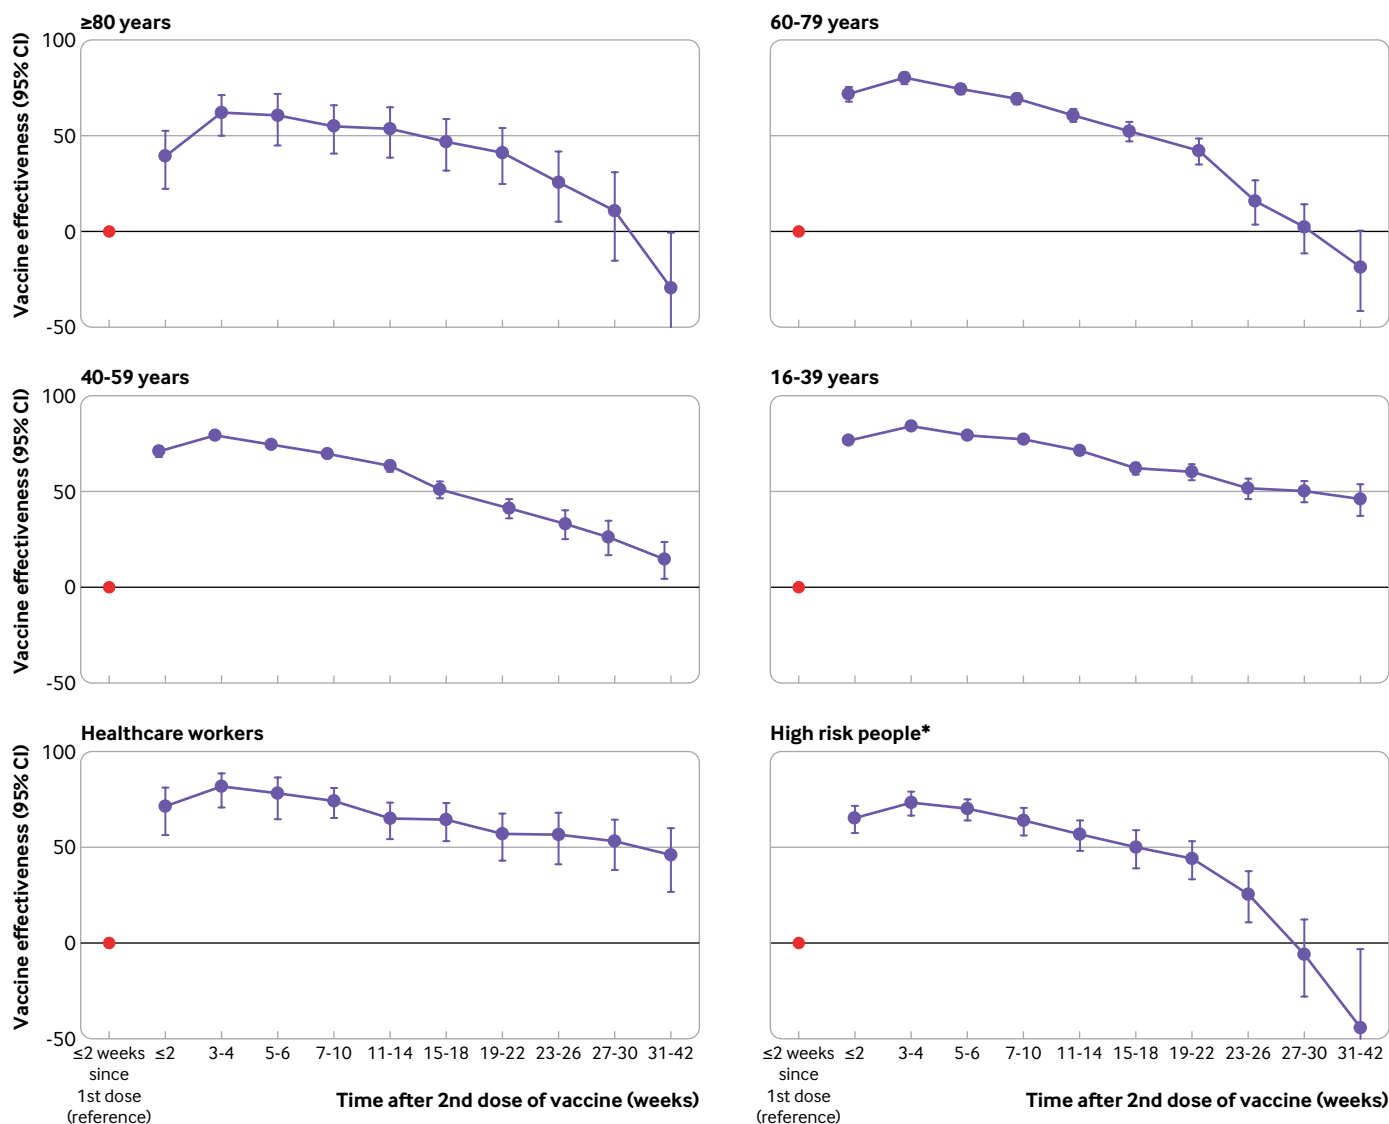 ≥80 years
60-79 years
Vaccine effectiveness (95% CI)
100
50
0
-50
40-59 years
16-39 years
Vaccine effectiveness (95% CI)
100
50
0
-50
Healthcare workers
High risk people*
Vaccine effectiveness (95% CI)
100
50
0
-50
≤2 weeks since 1st dose (reference)
≤2 3-4 5-6 7-10 11-14 15-18 19-22 23-26 27-30 31-42
Time after 2nd dose of vaccine (weeks)
≤2 weeks since 1st dose (reference)
≤2 3-4 5-6 7-10 11-14 15-18 19-22 23-26 27-30 31-42
Time after 2nd dose of vaccine (weeks)